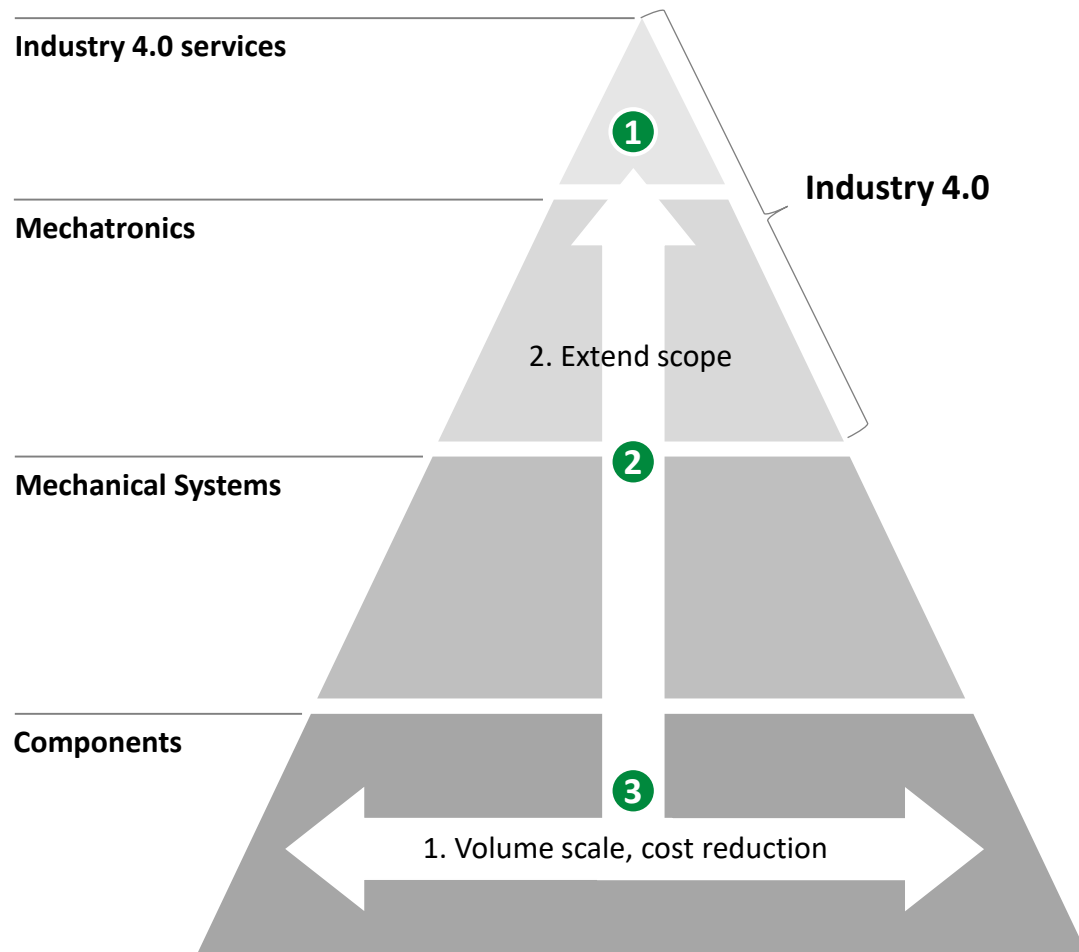 Industry 4.0 services
1
Industry 4.0
Mechatronics
2. Extend scope
2
Mechanical Systems
Components
3
1. Volume scale, cost reduction